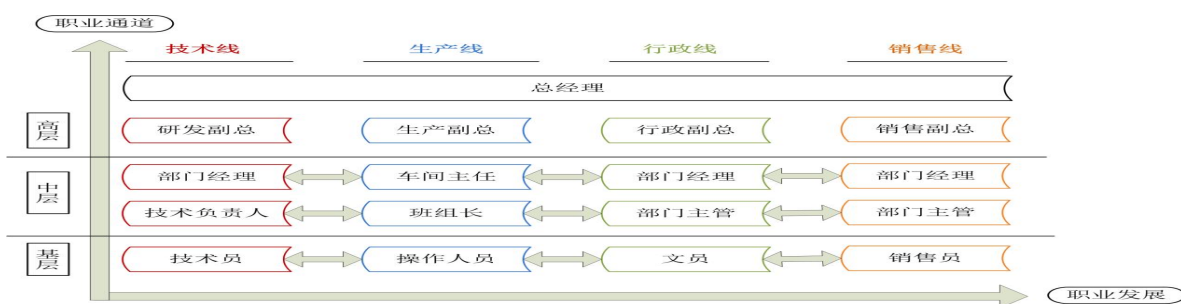 职业通道
技术线 生产线 行政线 销售线
总经理
高层 研发副总 生产副总 行政副总 销售副总
中层 部门经理 车间主任 部门经理 部门经理
技术负责人 班组长 部门主管 部门主管
基层 技术员 操作人员 文员 销售员
职业发展